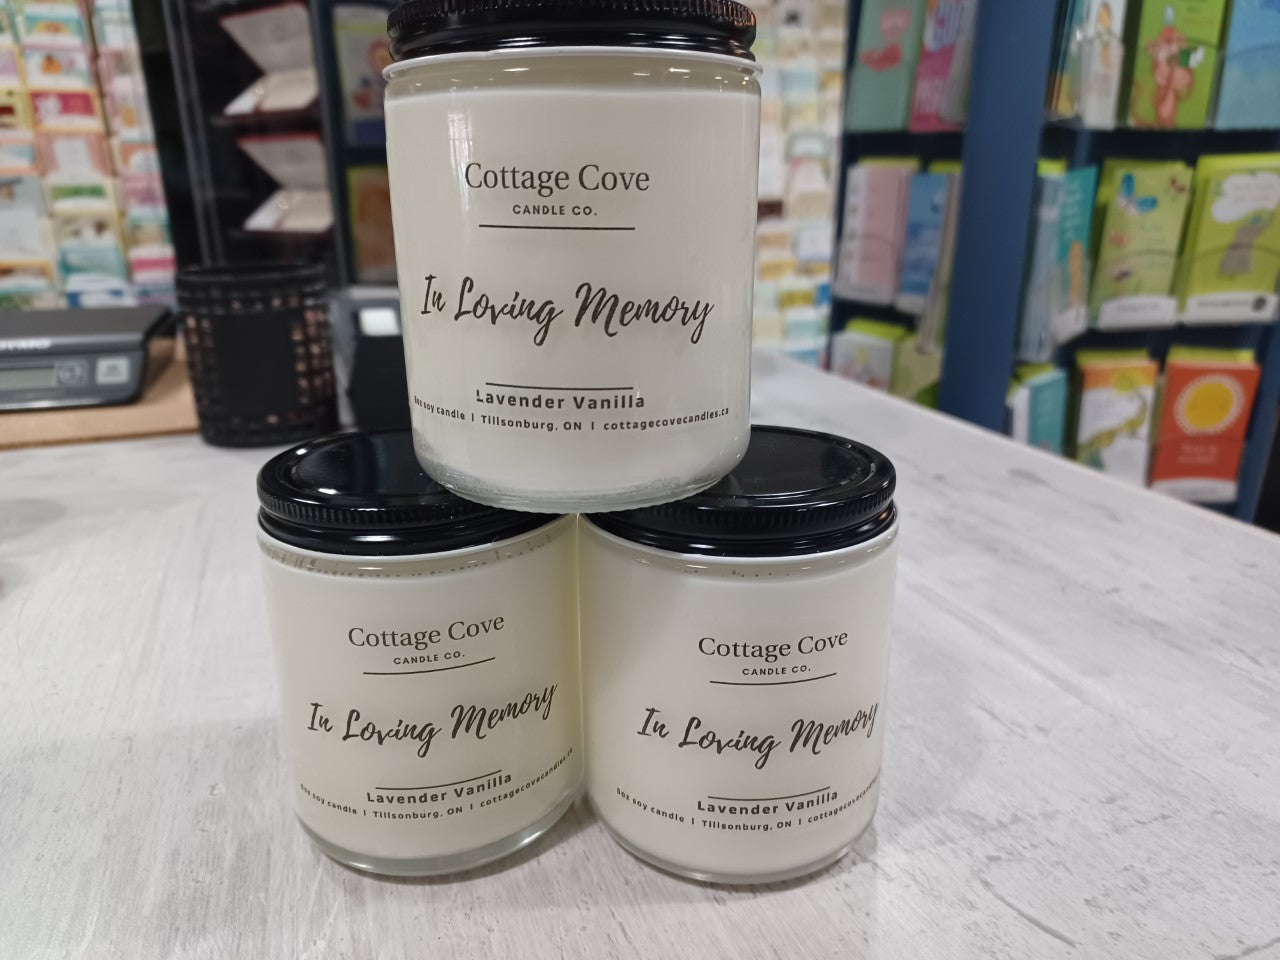 Cottage Cove
CANDLE CO.
In Loving Memory
Lavender Vanilla
8oz soy candle | Tillsonburg, ON | cottagecovecandles.ca
Cottage Cove
CANDLE CO.
In Loving Memory
Lavender Vanilla
8oz soy candle | Tillsonburg, ON | cottagecovecandles.ca
Cottage Cove
CANDLE CO.
In Loving Memory
Lavender Vanilla
8oz soy candle | Tillsonburg, ON | cottagecovecandles